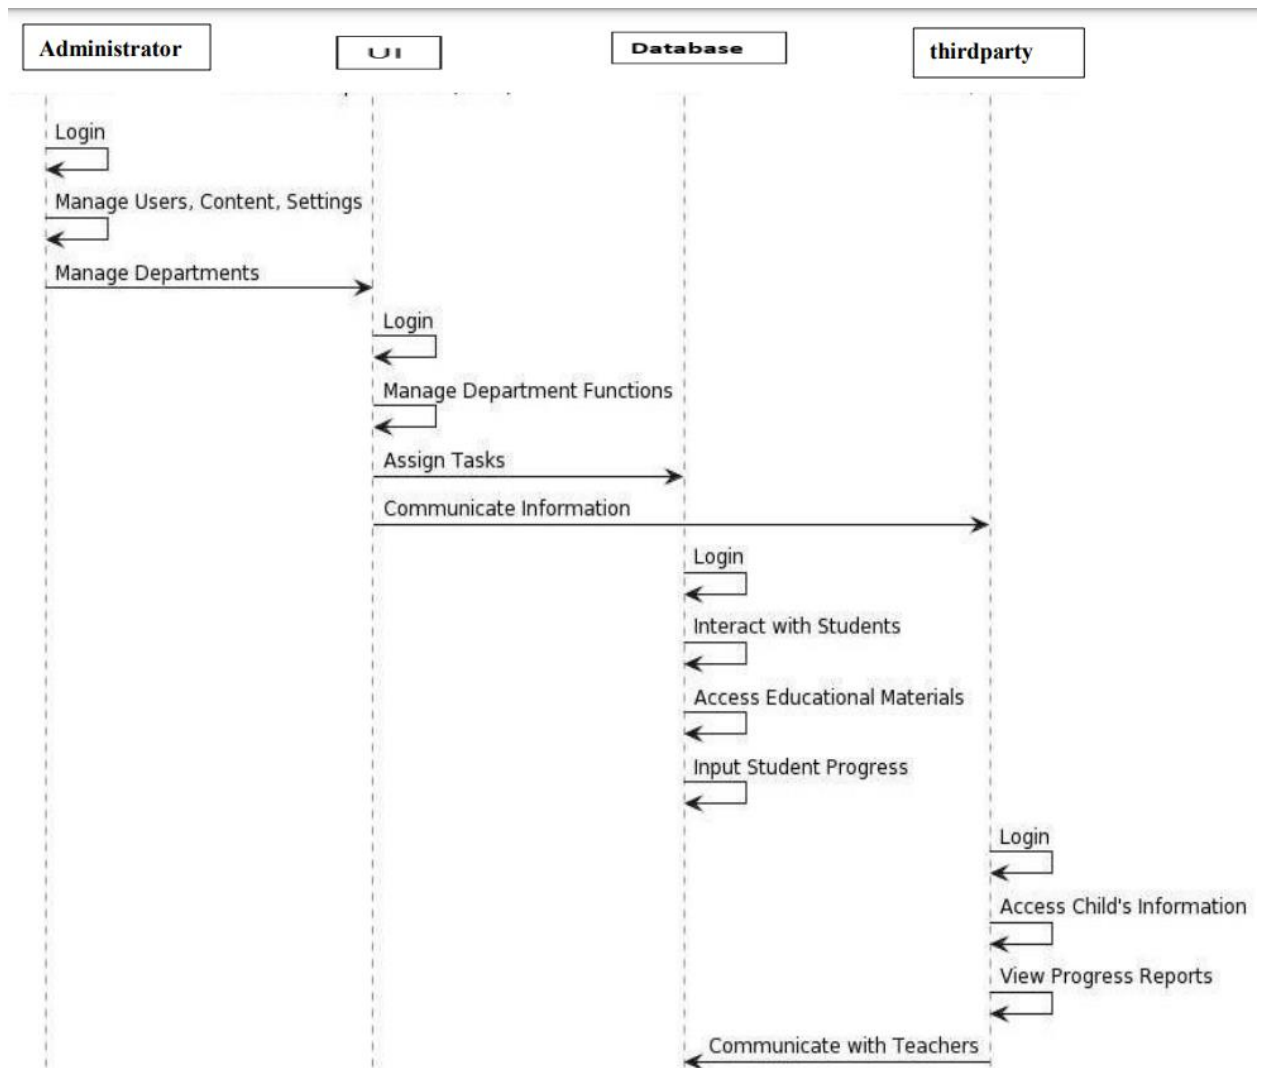 Administrator
UI
Database
thirdparty
Login
Manage Users, Content, Settings
Manage Departments
Login
Manage Department Functions
Assign Tasks
Communicate Information
Login
Interact with Students
Access Educational Materials
Input Student Progress
Login
Access Child's Information
View Progress Reports
Communicate with Teachers